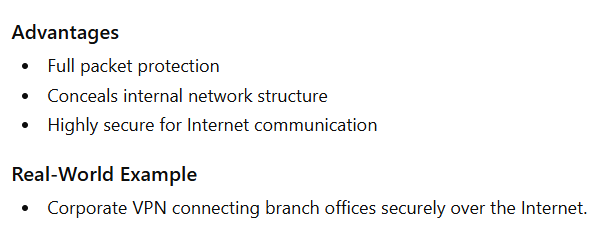 Advantages
• Full packet protection
• Conceals internal network structure
• Highly secure for Internet communication
Real-World Example
• Corporate VPN connecting branch offices securely over the Internet.